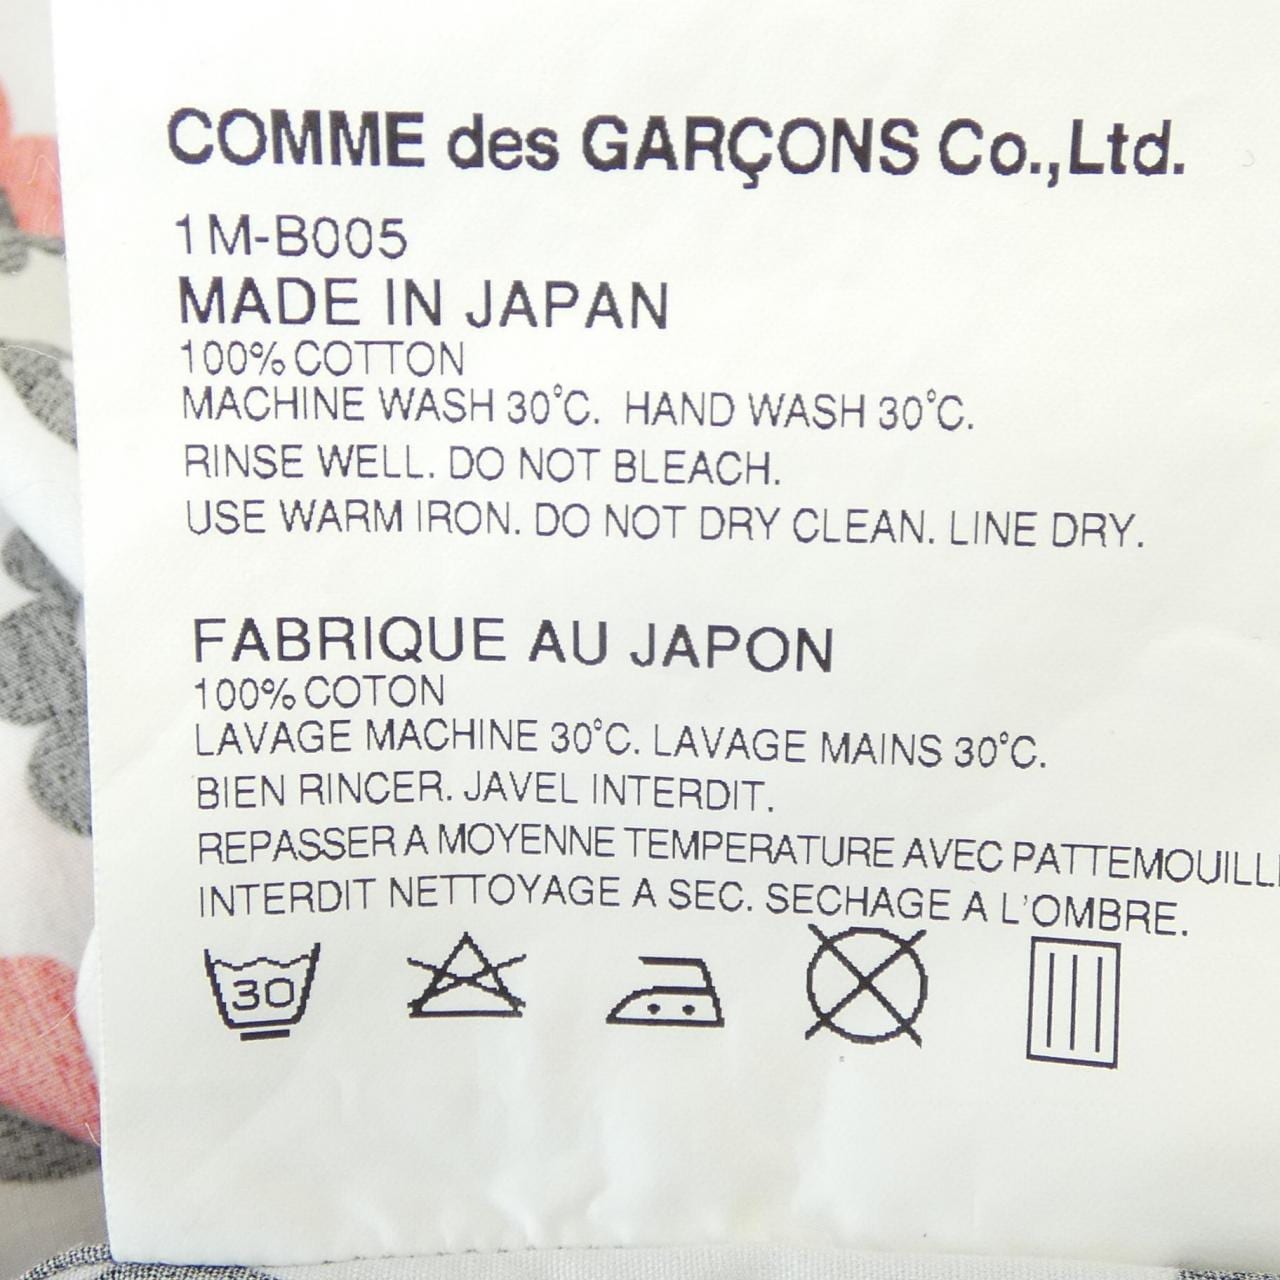 COMME des GARÇONS Co.,Ltd.
1M-B005
MADE IN JAPAN
100% COTTON
MACHINE WASH 30°C. HAND WASH 30°C.
RINSE WELL. DO NOT BLEACH.
USE WARM IRON. DO NOT DRY CLEAN. LINE DRY.
FABRIQUE AU JAPON
100% COTON
LAVAGE MACHINE 30°C. LAVAGE MAINS 30°C.
BIEN RINCER. JAVEL INTERDIT.
REPASSER A MOYENNE TEMPERATURE AVEC PATTEMOUILL
INTERDIT NETTOYAGE A SEC. SECHAGE A L'OMBRE.
30